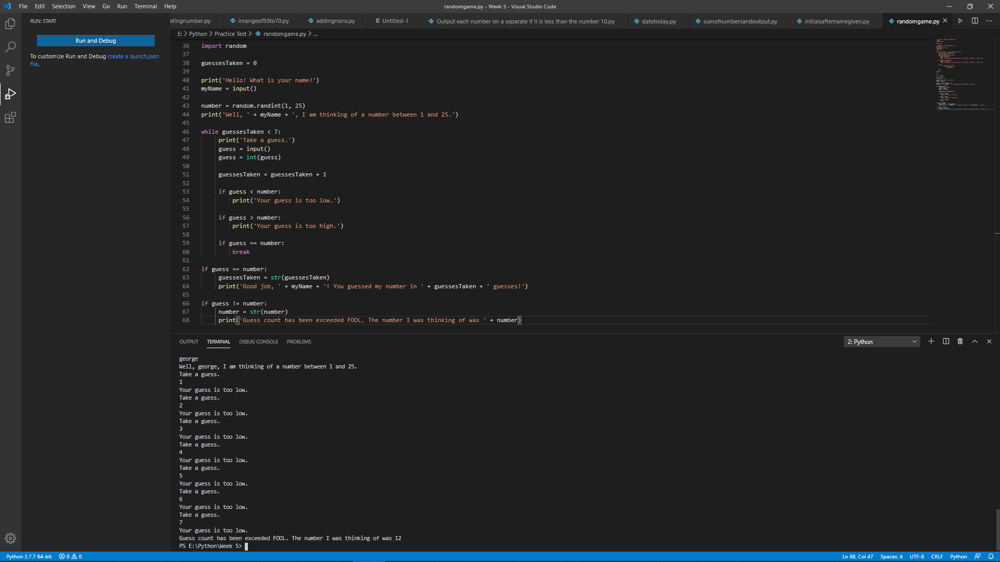 File Edit Selection View Go Run Terminal Help randomgame.py - Week 5 - Visual Studio Code
RUN: START
Run and Debug
To customize Run and Debug create a launch.json
file.
atingnumber.py inrangeof50to70.py addingnonx.py Untitled-1 Output each number on a separate if it is less than the number 10.py datetoday.py sumofnumbersandoutput.py initialsafternamegiven.py randomgame.py
E: > Python > Practice Test > randomgame.py > ...
36 import random
37
38 guessesTaken = 0
39
40 print('Hello! What is your name?')
41 myName = input()
42
43 number = random.randint(1, 25)
44 print('Well, ' + myName + ', I am thinking of a number between 1 and 25.')
45
46 while guessesTaken < 7:
47 print('Take a guess.')
48 guess = input()
49 guess = int(guess)
50
51 guessesTaken = guessesTaken + 1
52
53 if guess < number:
54 print('Your guess is too low.')
55
56 if guess > number:
57 print('Your guess is too high.')
58
59 if guess == number:
60 break
61
62 if guess == number:
63 guessesTaken = str(guessesTaken)
64 print('Good job, ' + myName + '! You guessed my number in ' + guessesTaken + ' guesses!')
65
66 if guess != number:
67 number = str(number)
68 print('Guess count has been exceeded FOOL. The number I was thinking of was ' + number)
OUTPUT TERMINAL DEBUG CONSOLE PROBLEMS 2: Python
george
Well, george, I am thinking of a number between 1 and 25.
Take a guess.
1
Your guess is too low.
Take a guess.
2
Your guess is too low.
Take a guess.
3
Your guess is too low.
Take a guess.
4
Your guess is too low.
Take a guess.
5
Your guess is too low.
Take a guess.
6
Your guess is too low.
Take a guess.
7
Your guess is too low.
Guess count has been exceeded FOOL. The number I was thinking of was 12
PS E:\Python\Week 5>
Python 3.7.7 64-bit 0 0 Ln 68, Col 47 Spaces: 4 UTF-8 CRLF Python